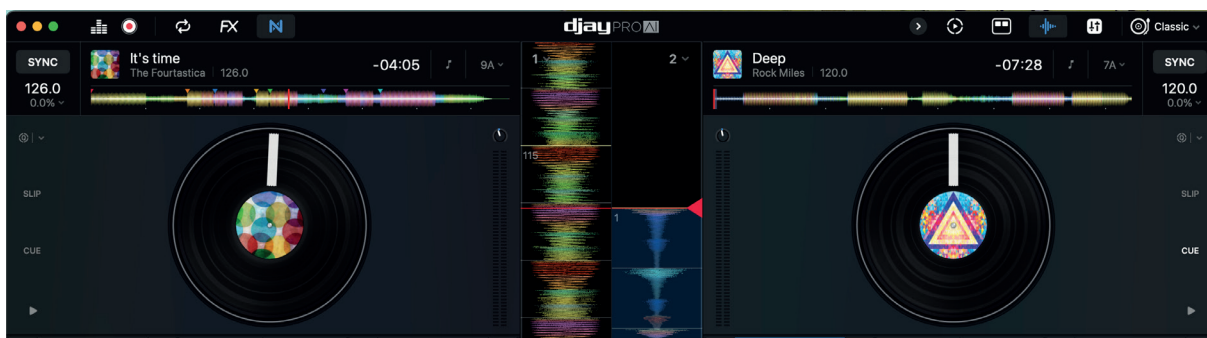 FX
djay PRO AI
Classic
SYNC
126.0
0.0%
It's time
The Fourtastica 126.0
-04:05
9A
1
2
115
1
Deep
Rock Miles 120.0
-07:28
7A
SYNC
120.0
0.0%
SLIP
CUE
SLIP
CUE